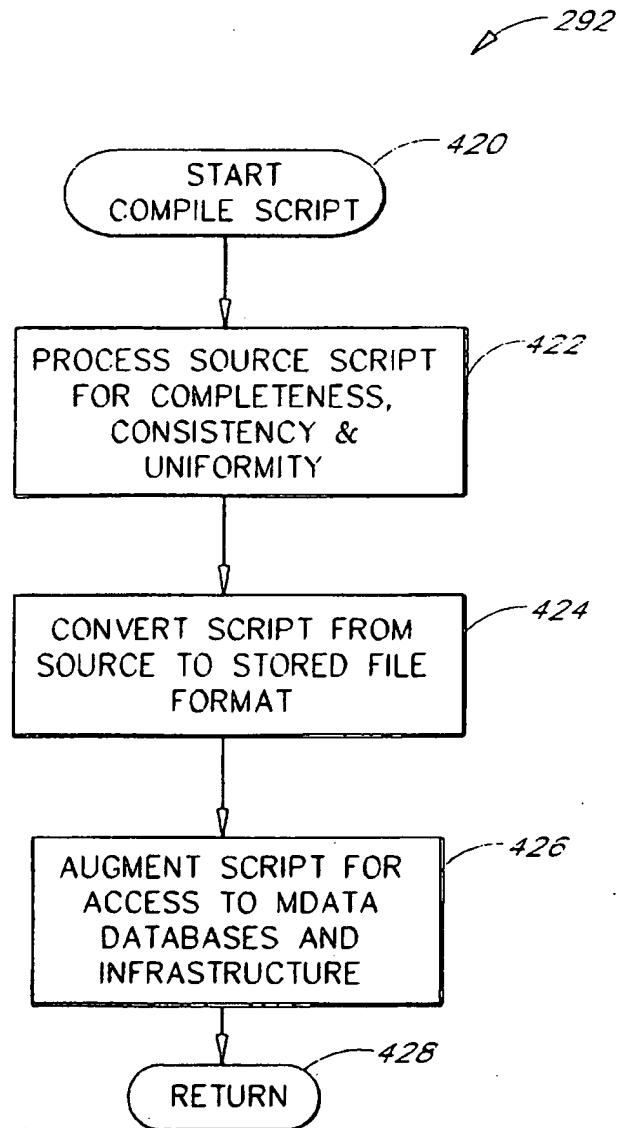 292
420
START
COMPILE SCRIPT
422
PROCESS SOURCE SCRIPT
FOR COMPLETENESS,
CONSISTENCY &
UNIFORMITY
424
CONVERT SCRIPT FROM
SOURCE TO STORED FILE
FORMAT
426
AUGMENT SCRIPT FOR
ACCESS TO MDATA
DATABASES AND
INFRASTRUCTURE
428
RETURN